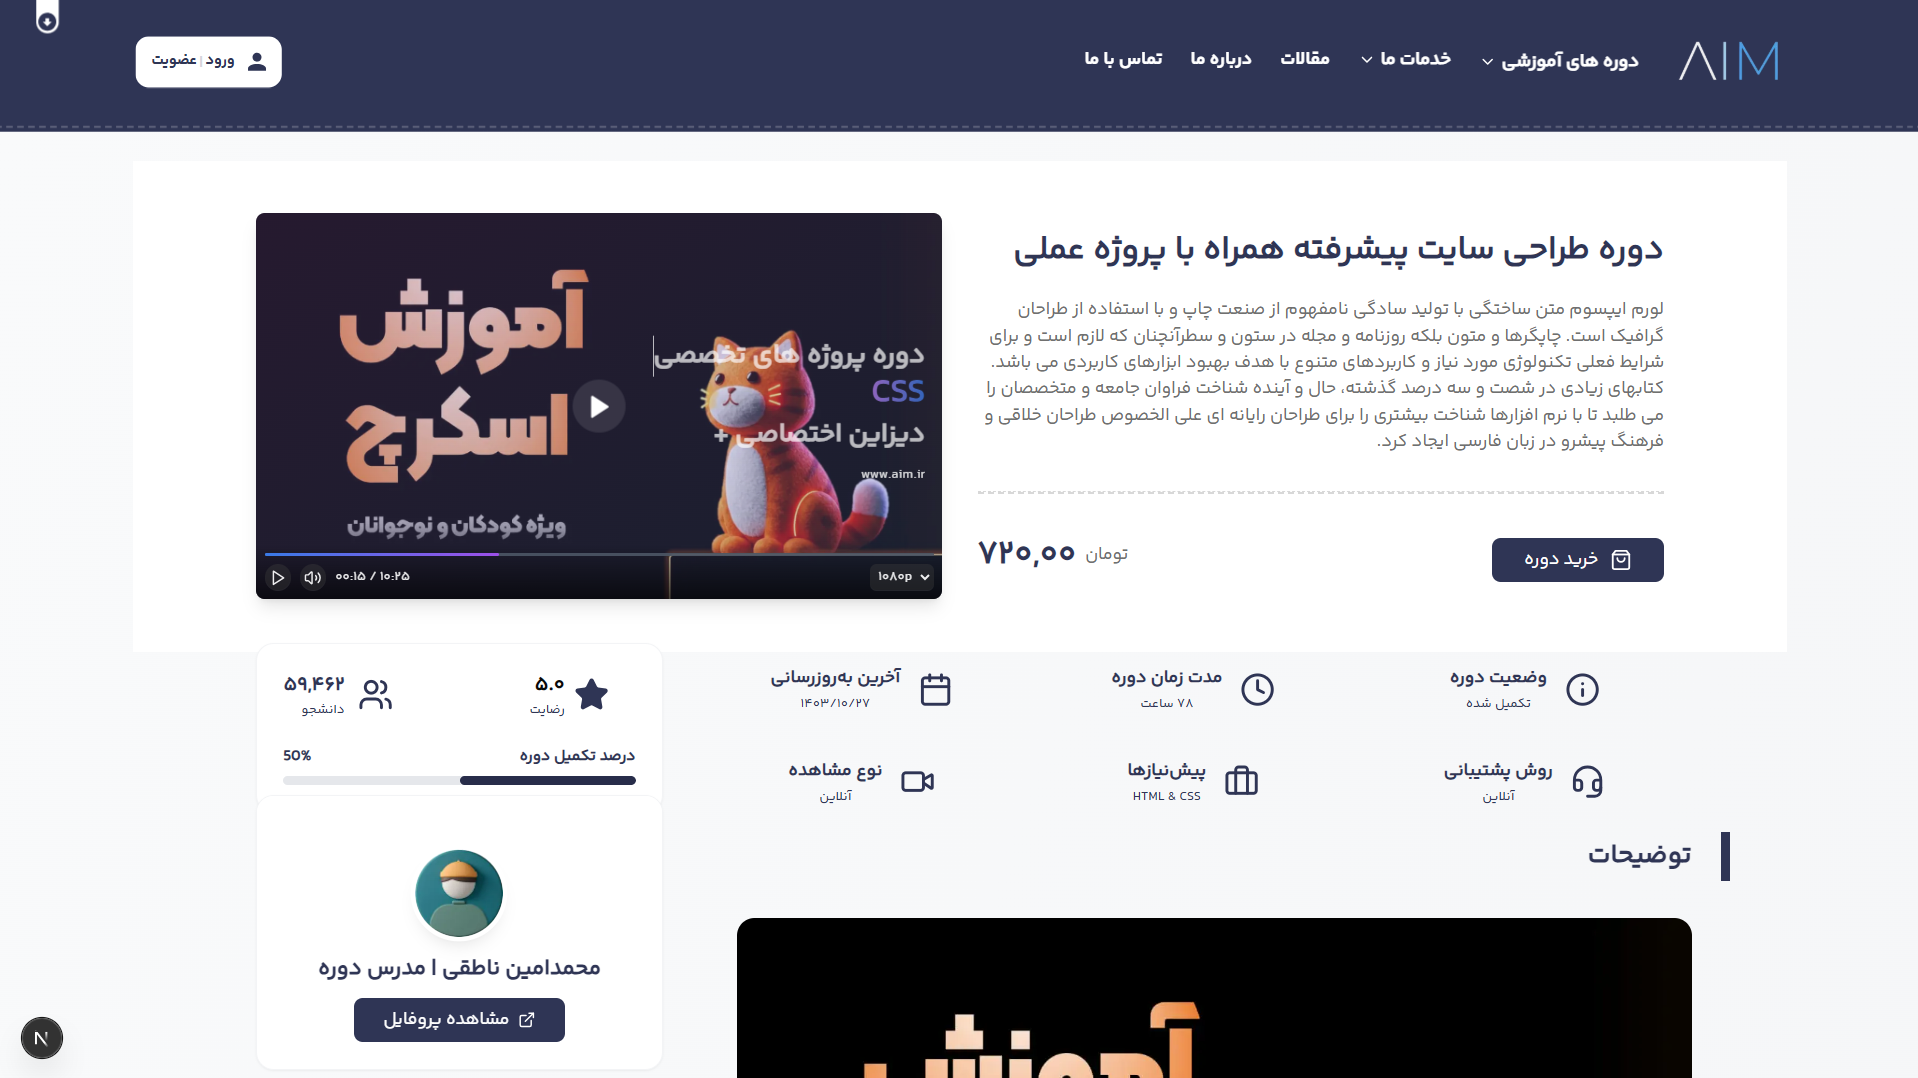 AIM
دوره های آموزشی
خدمات ما
مقالات
درباره ما
تماس با ما
ورود | عضویت
دوره طراحی سایت پیشرفته همراه با پروژه عملی
لورم ایپسوم متن ساختگی با تولید سادگی نامفهوم از صنعت چاپ و با استفاده از طراحان
گرافیک است. چاپگرها و متون بلکه روزنامه و مجله در ستون و سطرآنچنان که لازم است و برای
شرایط فعلی تکنولوژی مورد نیاز و کاربردهای متنوع با هدف بهبود ابزارهای کاربردی می باشد.
کتابهای زیادی در شصت و سه درصد گذشته، حال و آینده شناخت فراوان جامعه و متخصصان را
می طلبد تا با نرم افزارها شناخت بیشتری را برای طراحان رایانه ای علی الخصوص طراحان خلاقی و
فرهنگ پیشرو در زبان فارسی ایجاد کرد.
خرید دوره
تومان
۷۲۰,۰۰
آموزش
اسکرچ
ویژه کودکان و نوجوانان
دوره پروژه های تخصصی
CSS
دیزاین اختصاصی +
www.aim.ir
۰۰:۱۵ / ۱۰:۲۵
۱۰۸۰p
وضعیت دوره
تکمیل شده
مدت زمان دوره
۷۸ ساعت
آخرین به‌روزرسانی
۱۴۰۳/۱۰/۲۷
روش پشتیبانی
آنلاین
پیش‌نیازها
HTML & CSS
نوع مشاهده
آنلاین
۵.۰
رضایت
۵۹,۴۶۲
دانشجو
درصد تکمیل دوره
50%
محمدامین ناطقی | مدرس دوره
مشاهده پروفایل
توضیحات
آموزش
N